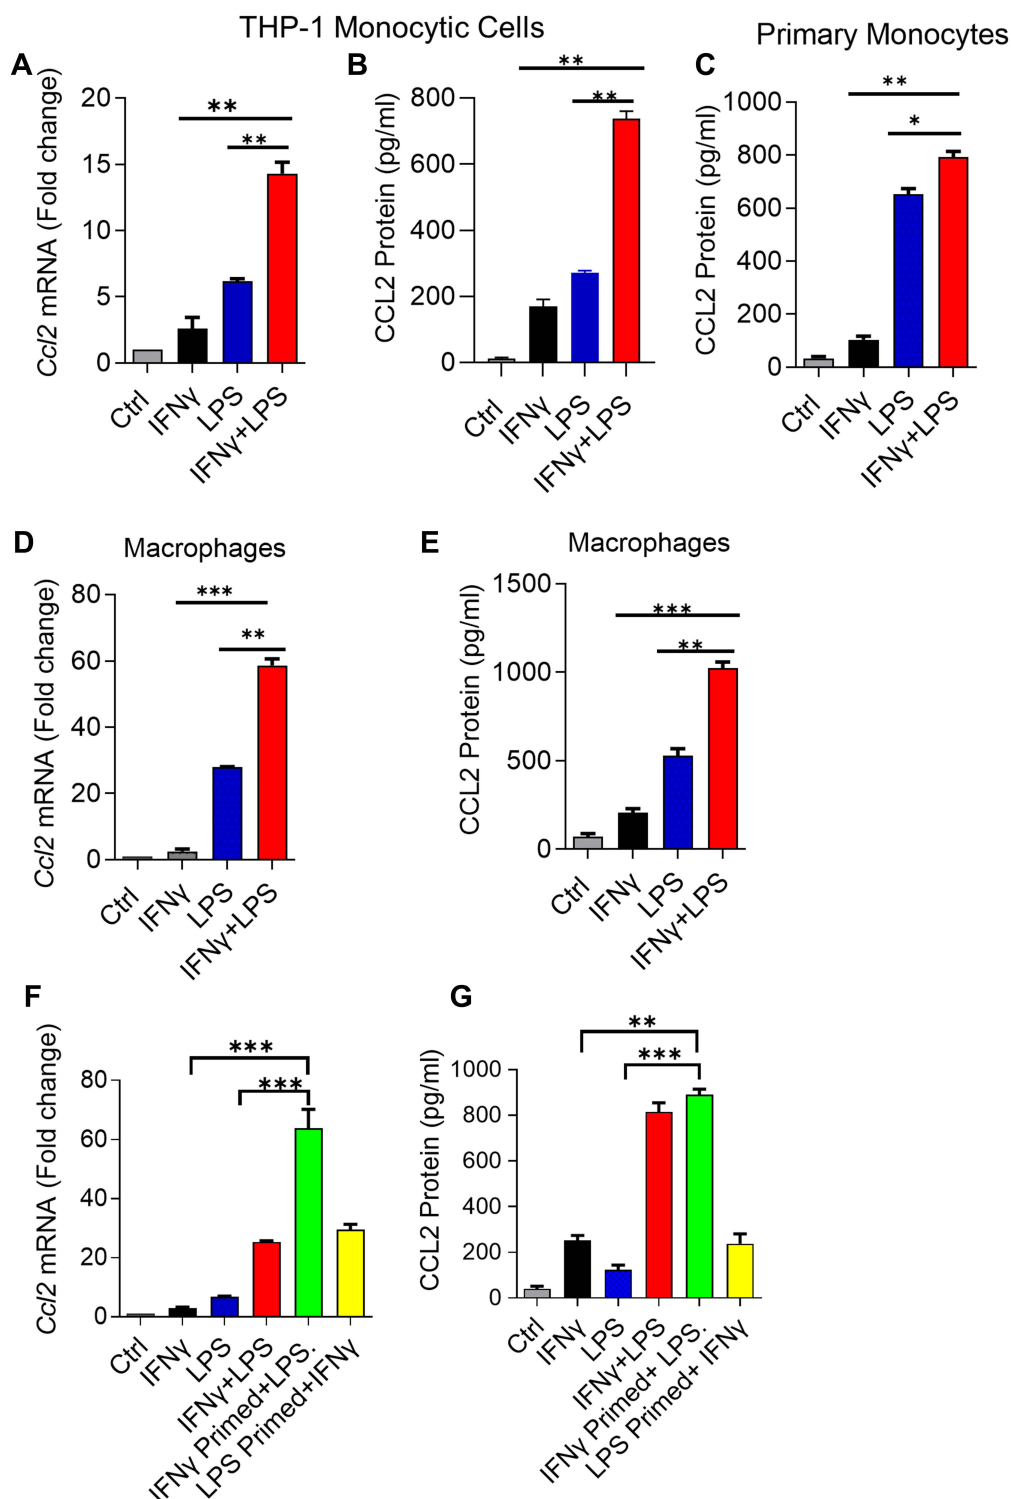 THP-1 Monocytic Cells
Primary Monocytes
A
Ccl2 mRNA (Fold change)
20
15
10
5
0
**
**
Ctrl
IFNγ
LPS
IFNγ+LPS
B
CCL2 Protein (pg/ml)
800
600
400
200
0
**
**
Ctrl
IFNγ
LPS
IFNγ+LPS
C
CCL2 Protein (pg/ml)
1000
800
600
400
200
0
**
*
Ctrl
IFNγ
LPS
IFNγ+LPS
D
Macrophages
Ccl2 mRNA (Fold change)
80
60
40
20
0
***
**
Ctrl
IFNγ
LPS
IFNγ+LPS
E
Macrophages
CCL2 Protein (pg/ml)
1500
1000
500
0
***
**
Ctrl
IFNγ
LPS
IFNγ+LPS
F
Ccl2 mRNA (Fold change)
80
60
40
20
0
***
***
Ctrl
IFNγ
LPS
IFNγ+LPS
IFNγ Primed+LPS.
LPS Primed+IFNγ
G
CCL2 Protein (pg/ml)
1000
800
600
400
200
0
**
***
Ctrl
IFNγ
LPS
IFNγ+LPS
IFNγ Primed+ LPS.
LPS Primed+ IFNγ